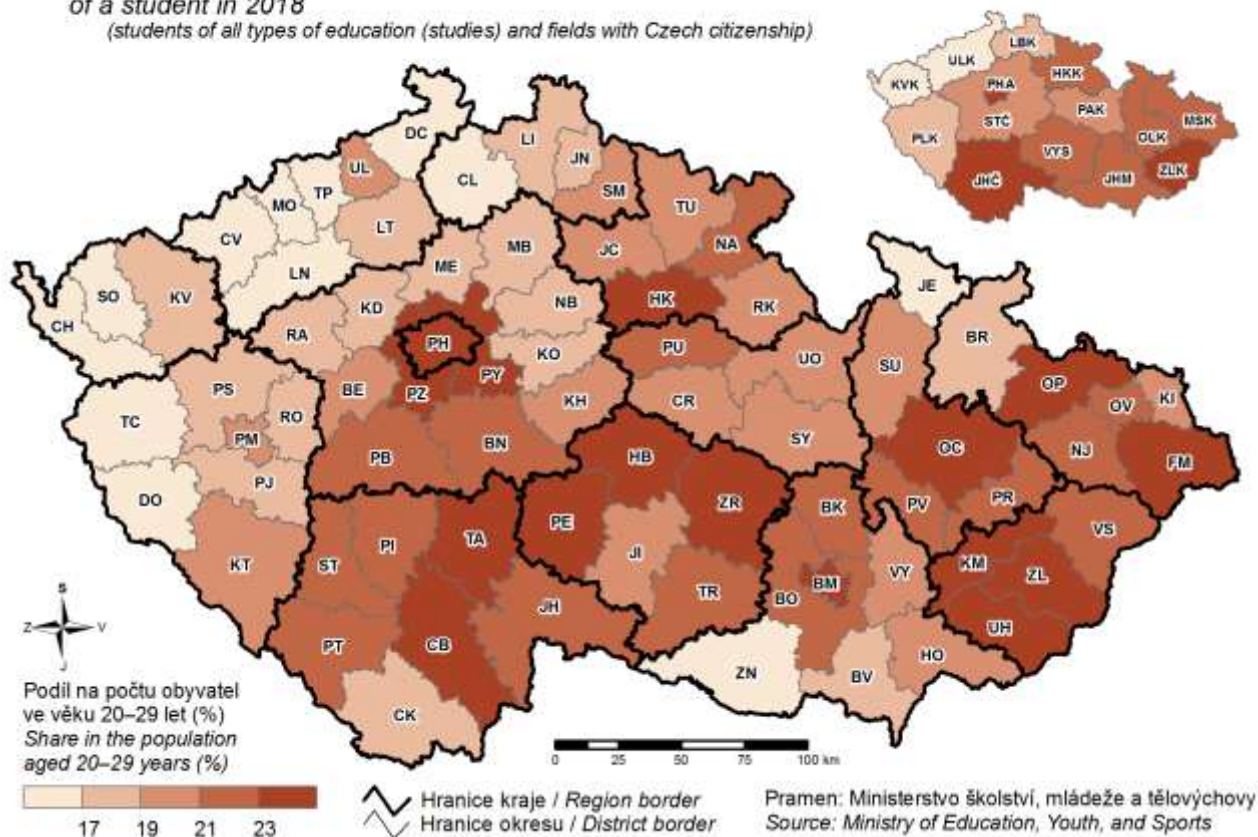 of a student in 2018
(students of all types of education (studies) and fields with Czech citizenship)
LBK
ULK
HKK
KVK
PHA
PAK
STČ
MSK
PLK
OLK
VYS
ZLK
JHČ
JHM
DC
LI
JN
UL
CL
SM
TP
MO
TU
LT
CV
MB
NA
JC
ME
LN
SO
KV
JE
NB
HK
RK
KD
CH
RA
BR
PH
KO
PU
UO
SU
PY
OP
PS
BE
PZ
KH
CR
KI
OV
RO
TC
PM
SY
BN
OC
PB
HB
NJ
FM
PJ
DO
ZR
PR
PV
BK
PE
VS
TA
PI
JI
KT
ST
KM
VY
ZL
BM
TR
BO
JH
UH
PT
CB
HO
ZN
BV
CK
S
Z
V
J
Podíl na počtu obyvatel
ve věku 20–29 let (%)
Share in the population
aged 20–29 years (%)
17 19 21 23
0 25 50 75 100 km
Hranice kraje / Region border
Hranice okresu / District border
Pramen: Ministerstvo školství, mládeže a tělovýchovy
Source: Ministry of Education, Youth, and Sports